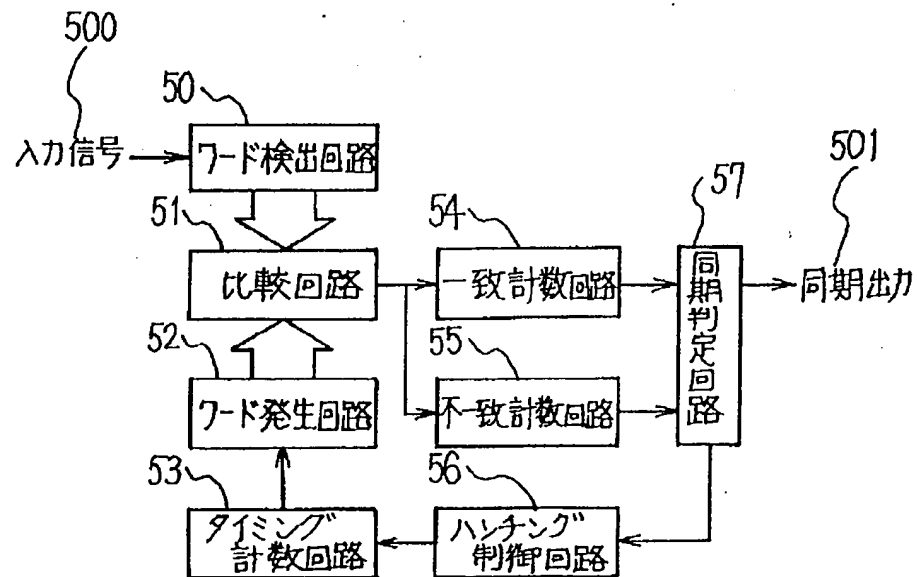 500
入力信号
50
ワード検出回路
51
比較回路
52
ワード発生回路
53
タイミング
計数回路
54
一致計数回路
55
不一致計数回路
56
ハンチング
制御回路
57
同期判定回路
501
同期出力